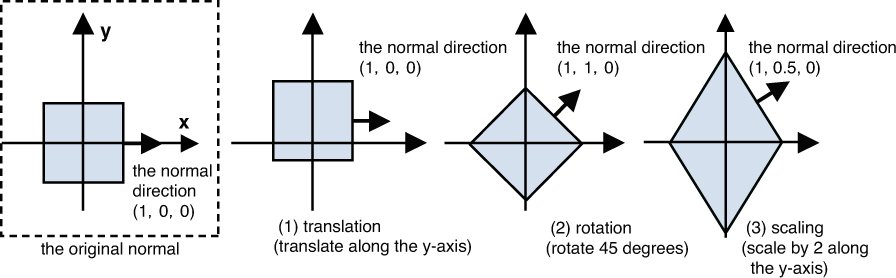 y
x
the normal
direction
(1, 0, 0)
the original normal
the normal direction
(1, 0, 0)
(1) translation
(translate along the y-axis)
the normal direction
(1, 1, 0)
(2) rotation
(rotate 45 degrees)
the normal direction
(1, 0.5, 0)
(3) scaling
(scale by 2 along
the y-axis)